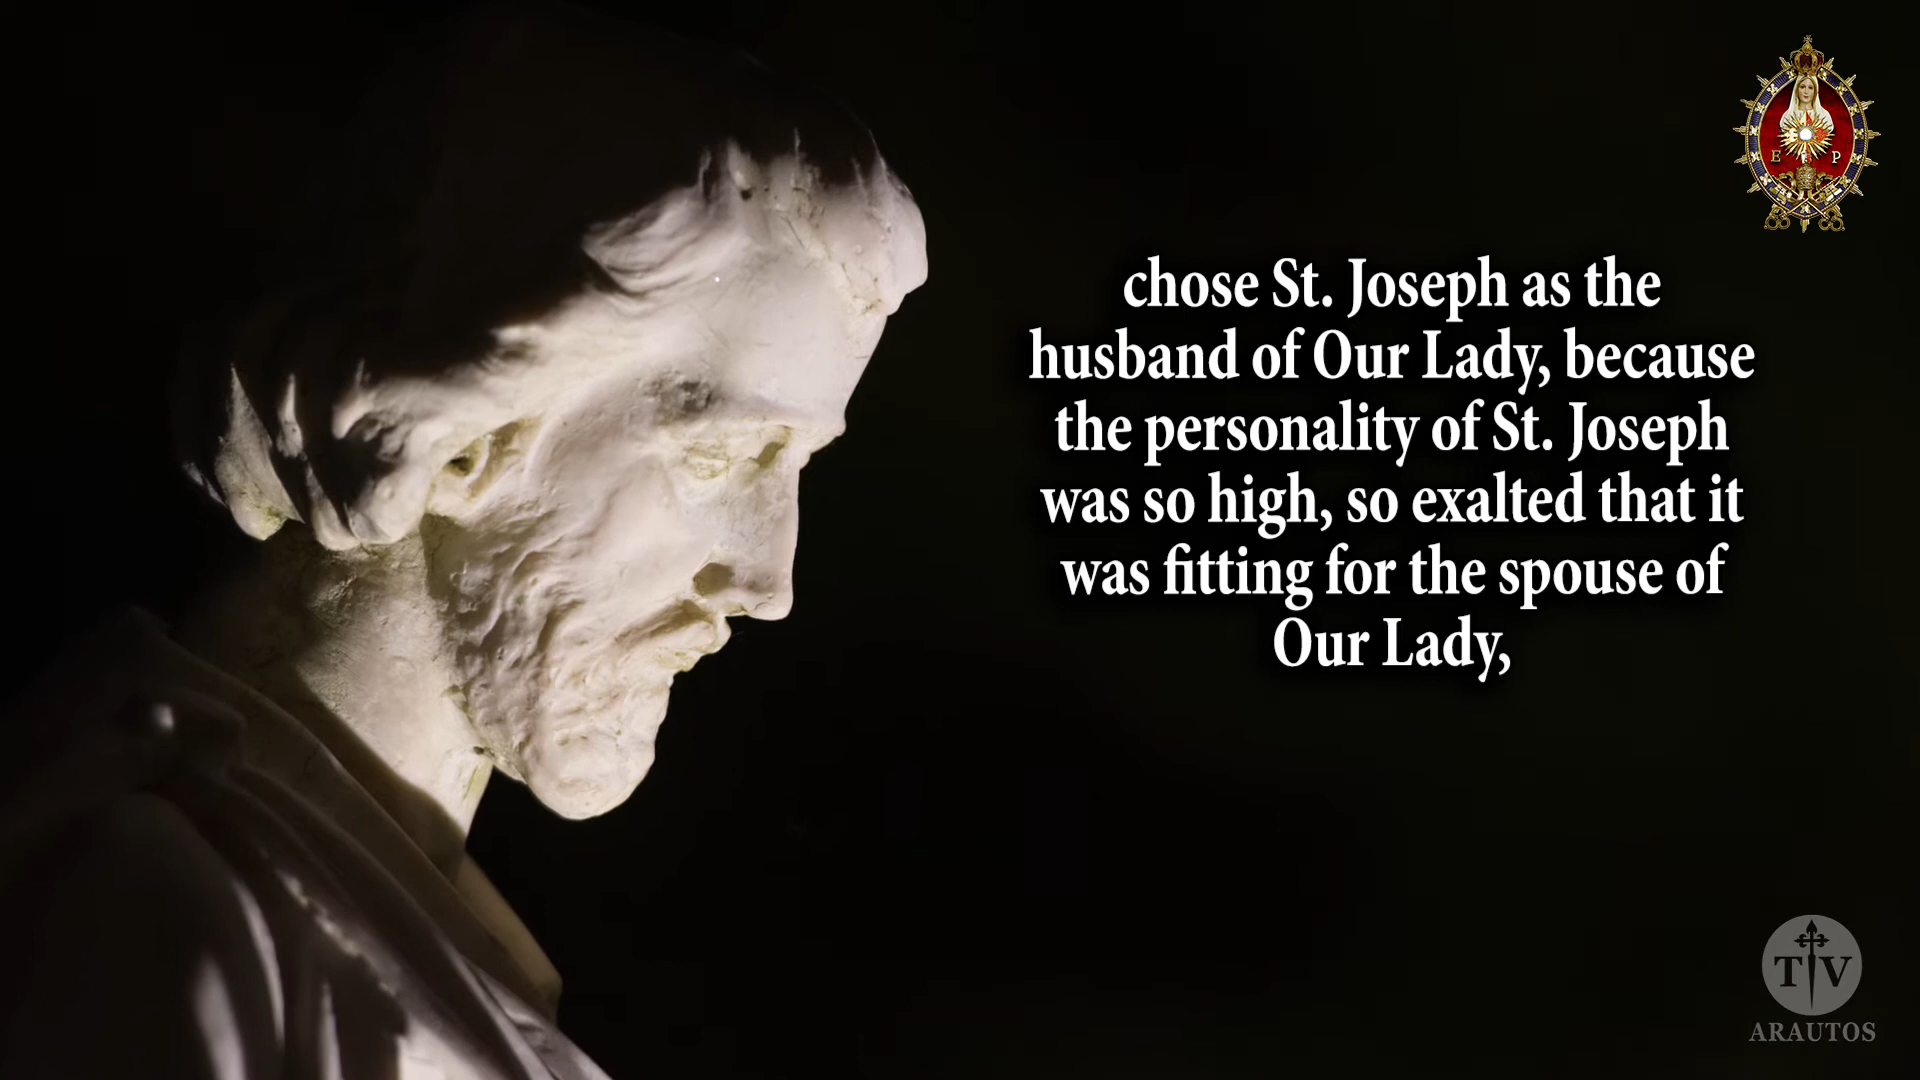 chose St. Joseph as the
husband of Our Lady, because
the personality of St. Joseph
was so high, so exalted that it
was fitting for the spouse of
Our Lady,
E P
TV
ARAUTOS